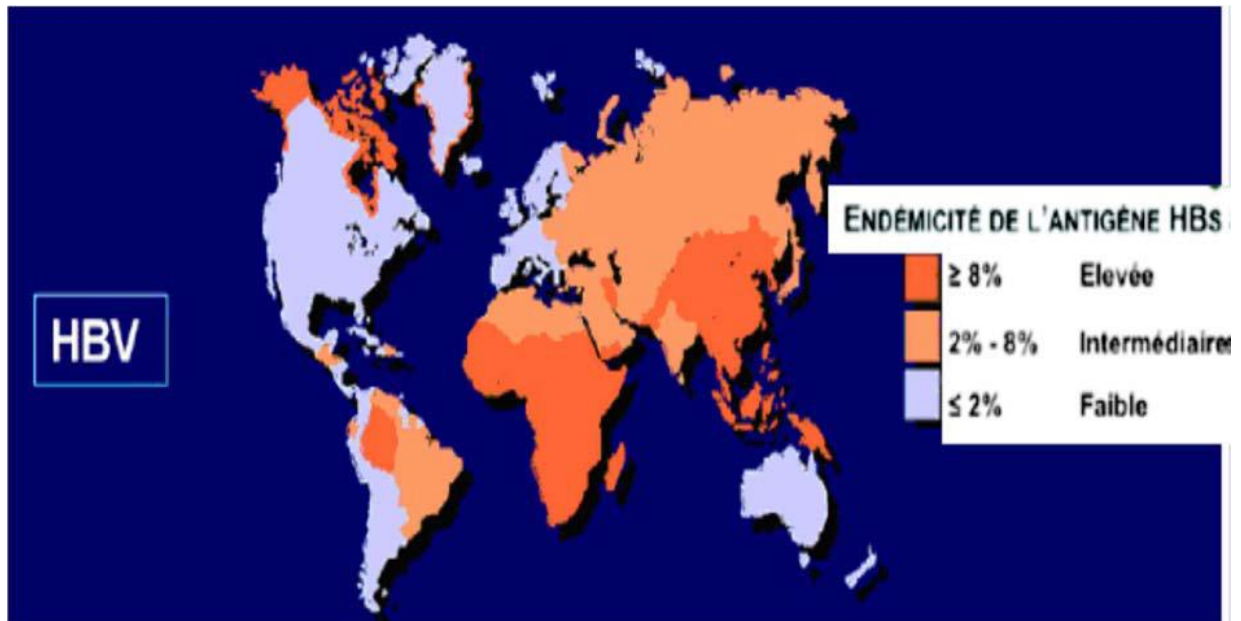 HBV
ENDÉMICITÉ DE L'ANTIGÈNE HBs
≥ 8% Elevée
2% - 8% Intermédiaire
≤ 2% Faible